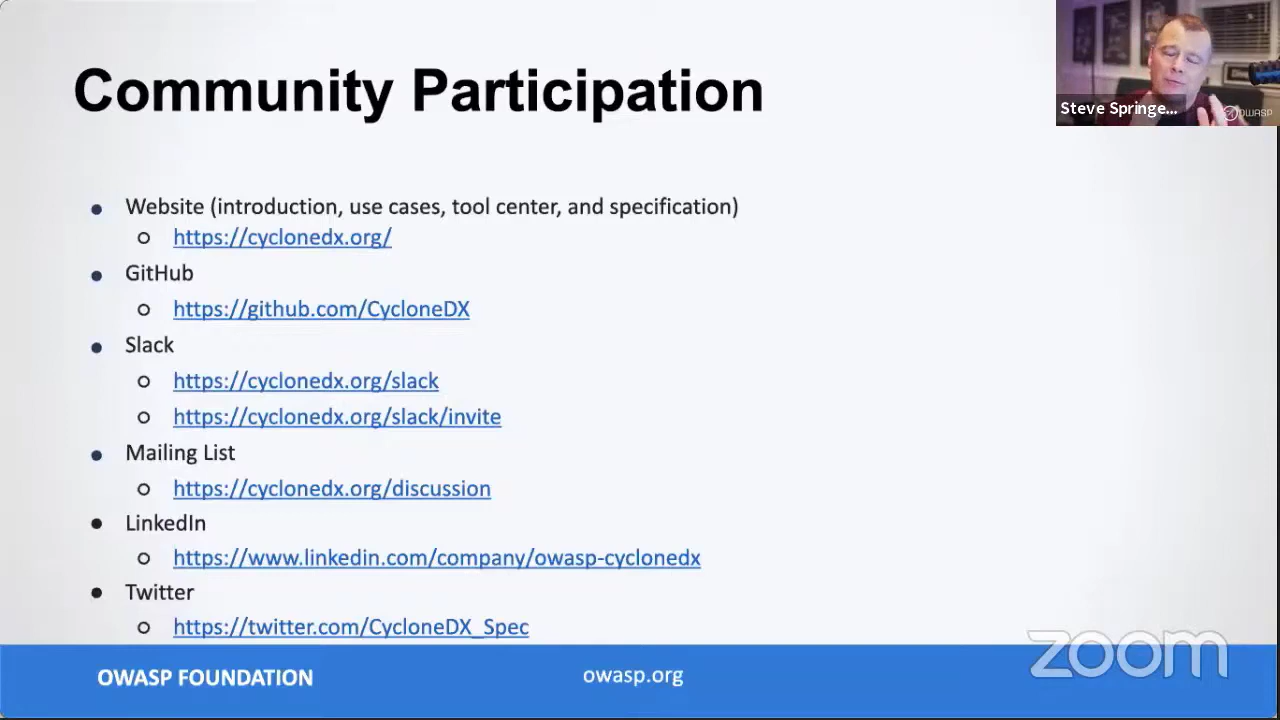 Community Participation
Steve Springe...
OWASP
Website (introduction, use cases, tool center, and specification)
https://cyclonedx.org/
GitHub
https://github.com/CycloneDX
Slack
https://cyclonedx.org/slack
https://cyclonedx.org/slack/invite
Mailing List
https://cyclonedx.org/discussion
LinkedIn
https://www.linkedin.com/company/owasp-cyclonedx
Twitter
https://twitter.com/CycloneDX_Spec
zoom
OWASP FOUNDATION
owasp.org